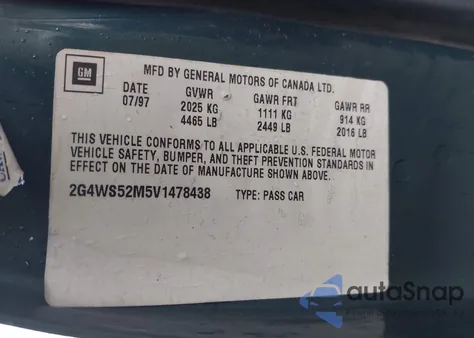 GM
MFD BY GENERAL MOTORS OF CANADA LTD.
DATE GVWR GAWR FRT GAWR RR
07/97 2025 KG 1111 KG 914 KG
4465 LB 2449 LB 2016 LB
THIS VEHICLE CONFORMS TO ALL APPLICABLE U.S. FEDERAL MOTOR
VEHICLE SAFETY, BUMPER, AND THEFT PREVENTION STANDARDS IN
EFFECT ON THE DATE OF MANUFACTURE SHOWN ABOVE.
2G4WS52M5V1478438 TYPE: PASS CAR
autoSnap